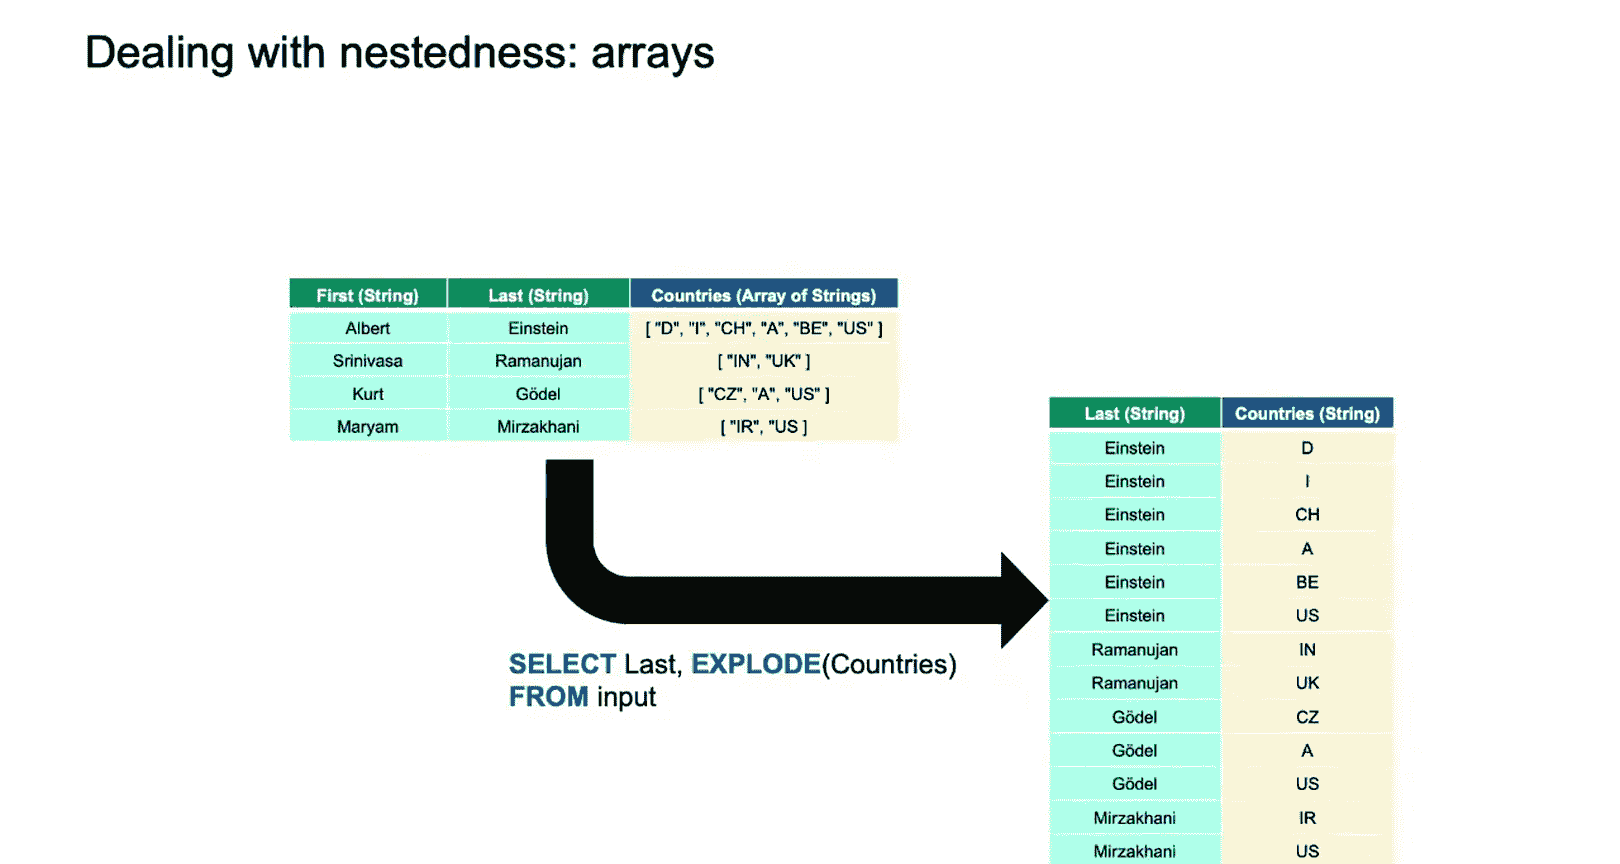 Dealing with nestedness: arrays
First (String) Last (String) Countries (Array of Strings)
Albert Einstein [ "D", "I", "CH", "A", "BE", "US" ]
Srinivasa Ramanujan [ "IN", "UK" ]
Kurt Gödel [ "CZ", "A", "US" ]
Maryam Mirzakhani [ "IR", "US ]
SELECT Last, EXPLODE(Countries)
FROM input
Last (String) Countries (String)
Einstein D
Einstein I
Einstein CH
Einstein A
Einstein BE
Einstein US
Ramanujan IN
Ramanujan UK
Gödel CZ
Gödel A
Gödel US
Mirzakhani IR
Mirzakhani US